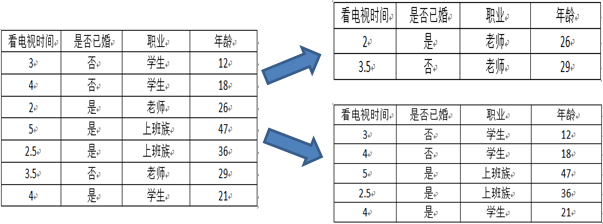 看电视时间 是否已婚 职业 年龄
3 否 学生 12
4 否 学生 18
2 是 老师 26
5 是 上班族 47
2.5 是 上班族 36
3.5 否 老师 29
4 是 学生 21
看电视时间 是否已婚 职业 年龄
2 是 老师 26
3.5 否 老师 29
看电视时间 是否已婚 职业 年龄
3 否 学生 12
4 否 学生 18
5 是 上班族 47
2.5 是 上班族 36
4 是 学生 21